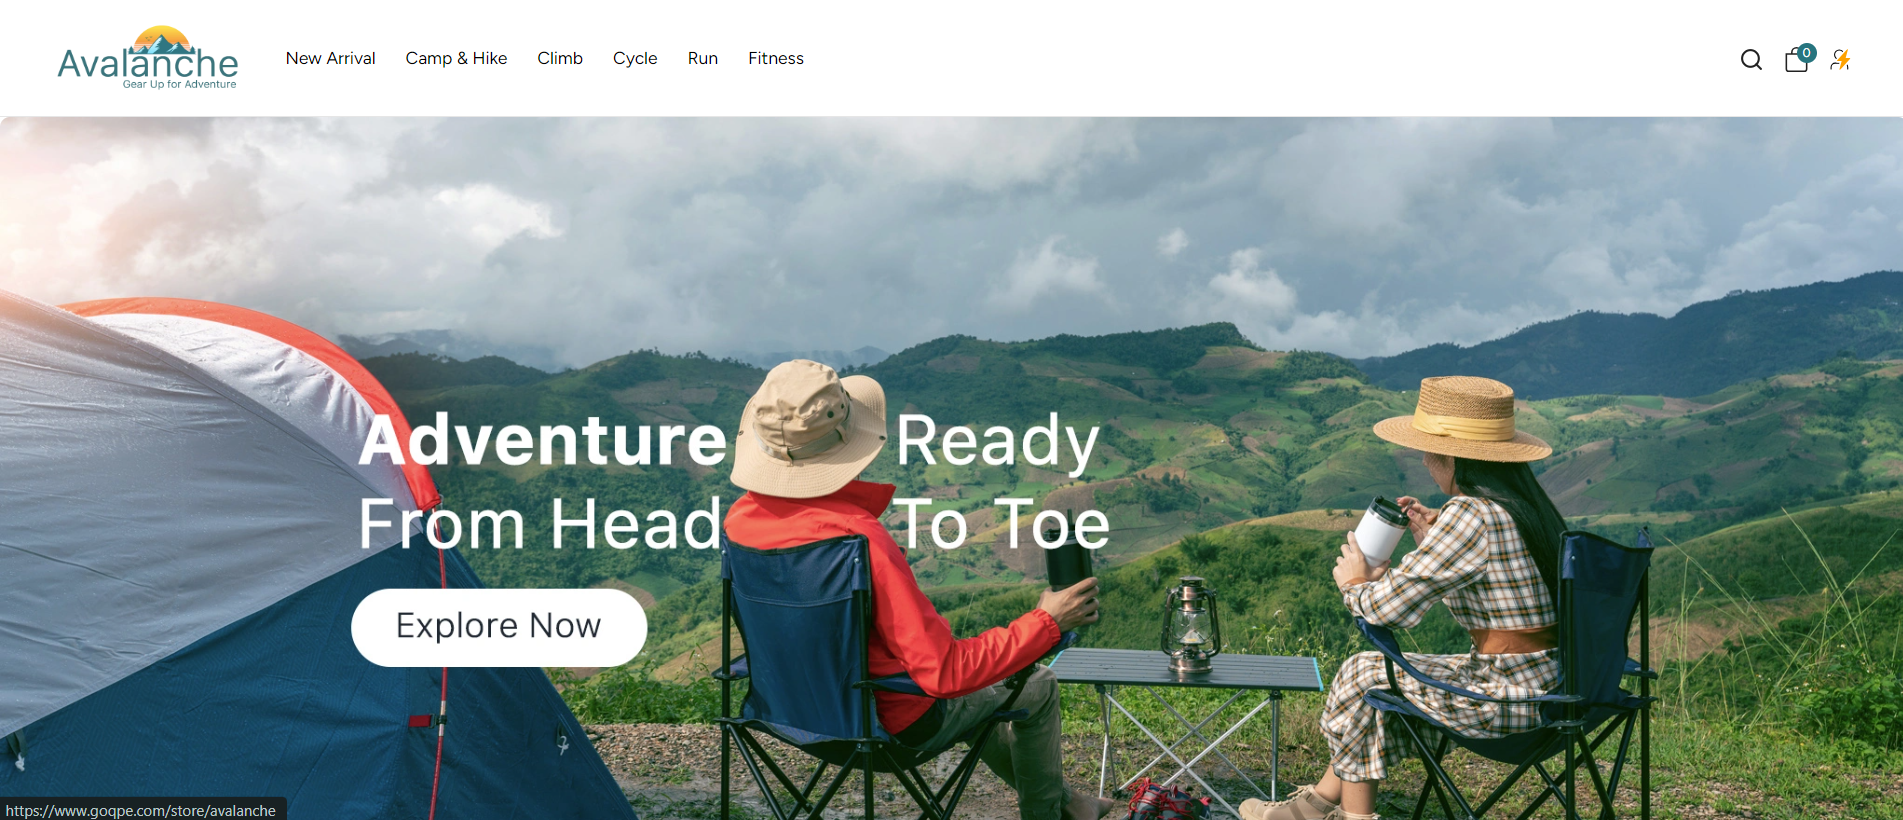 Avalanche
Gear Up for Adventure
New Arrival
Camp & Hike
Climb
Cycle
Run
Fitness
0
Adventure Ready
From Head To Toe
Explore Now
https://www.goqpe.com/store/avalanche